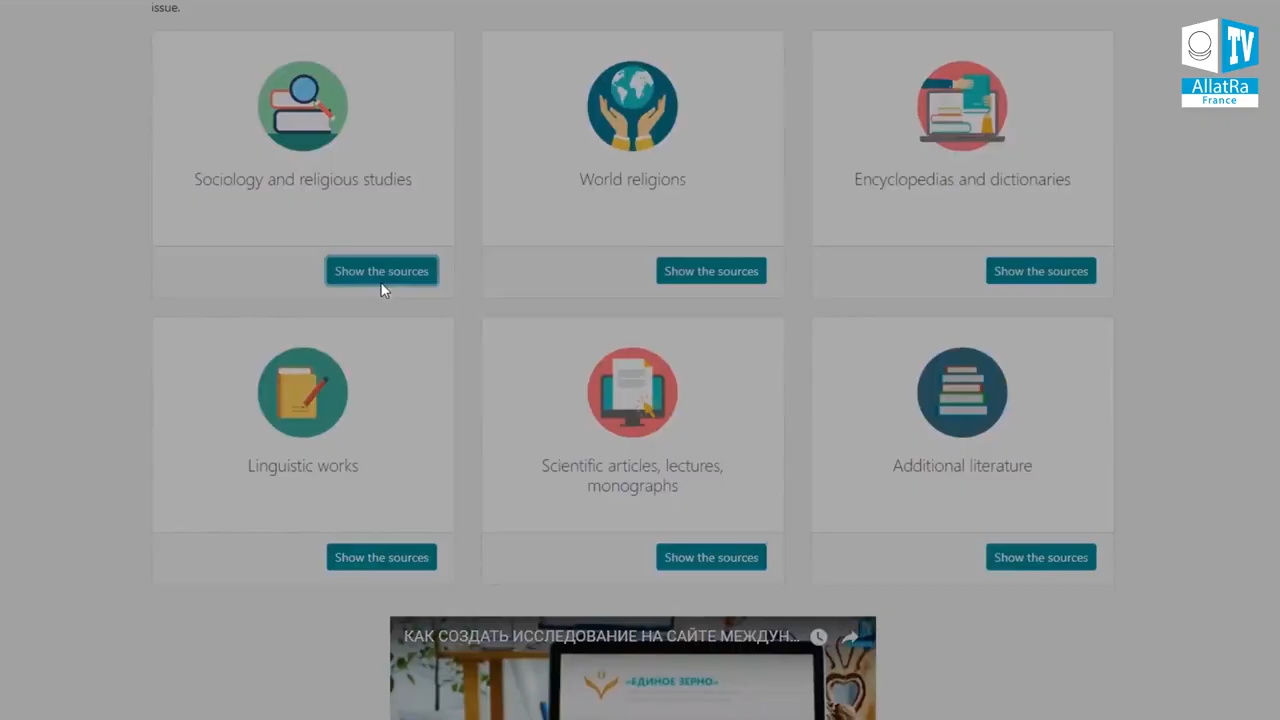 issue.
TV
AllatRa
France
Sociology and religious studies
World religions
Encyclopedias and dictionaries
Show the sources
Show the sources
Show the sources
Linguistic works
Scientific articles, lectures,
monographs
Additional literature
Show the sources
Show the sources
Show the sources
КАК СОЗДАТЬ ИССЛЕДОВАНИЕ НА САЙТЕ МЕЖДУН...
«ЕДИНОЕ ЗЕРНО»